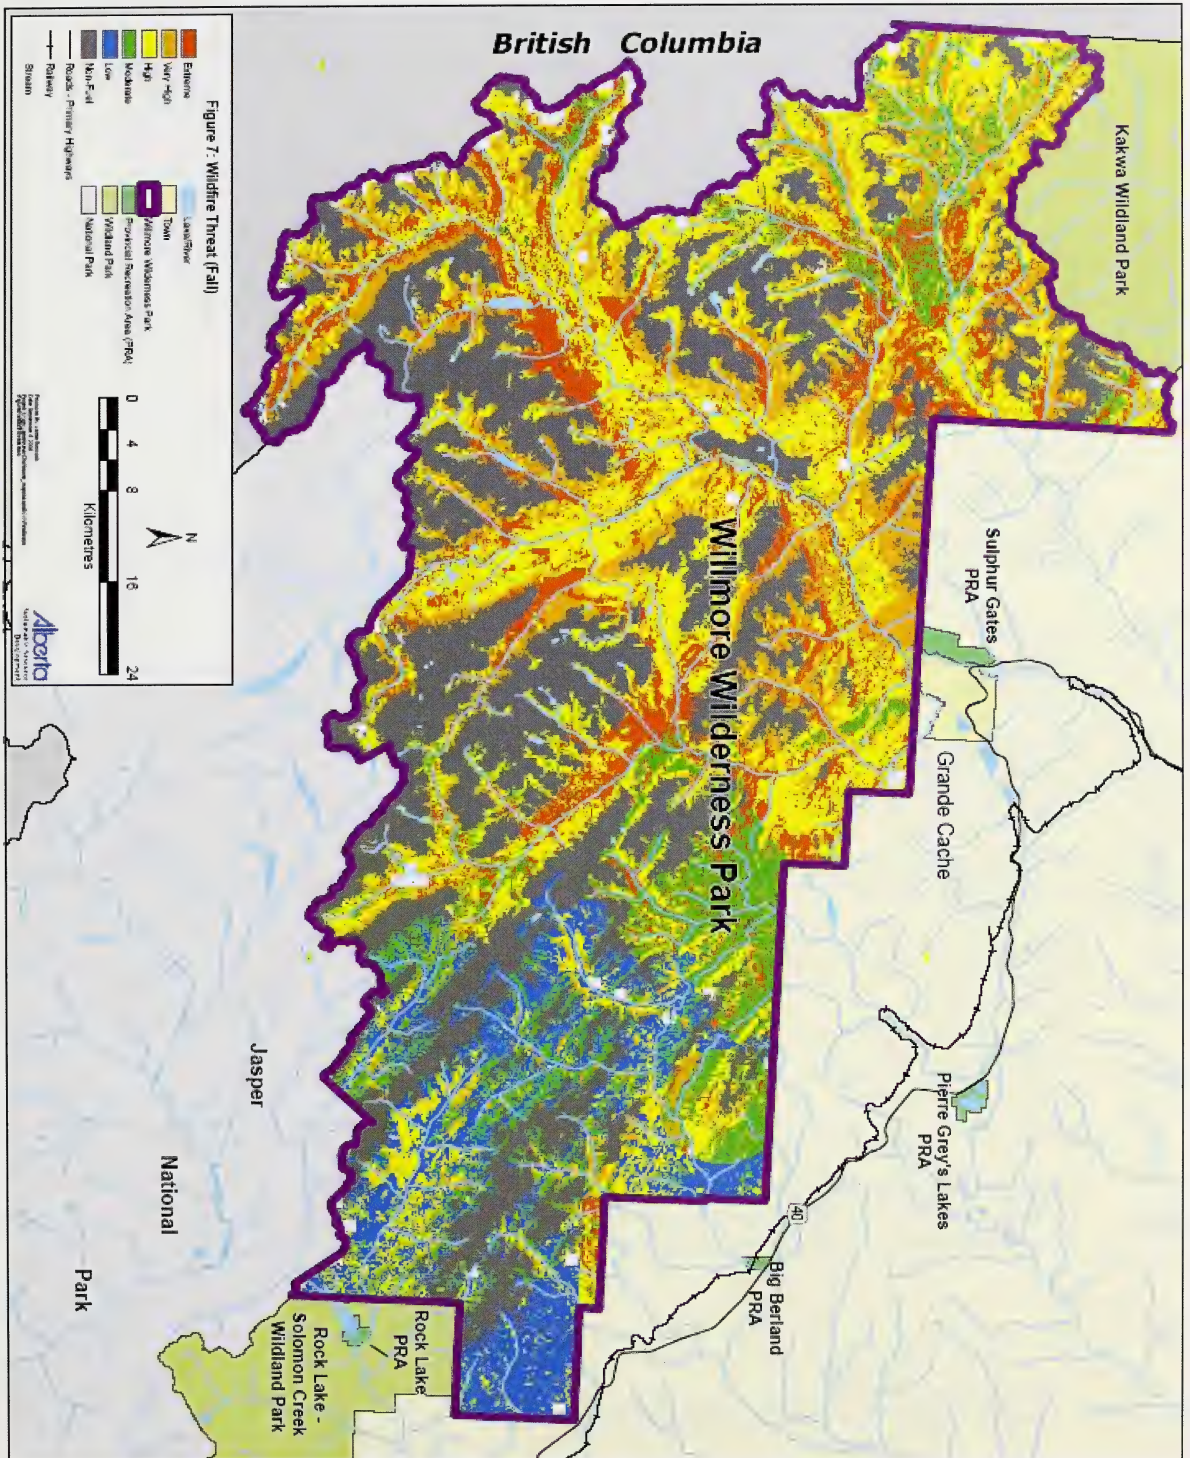 British Columbia
Kakwa Wildland Park
Willmore Wilderness Park
Sulphur Gates
PRA
Grande Cache
Pierre Grey's Lakes
PRA
40
Big Berland
PRA
Rock Lake
PRA
Rock Lake -
Solomon Creek
Wildland Park
Jasper
National
Park
Figure 7: Wildfire Threat (Fall)
Extreme
Very High
High
Moderate
Low
Non-Fuel
Roads - Primary Highways
Railway
Stream
Lake/River
Town
Willmore Wilderness Park
Provincial Recreation Area (PRA)
Wildland Park
National Park
0 4 8 16 24
Kilometres
N
Alberta